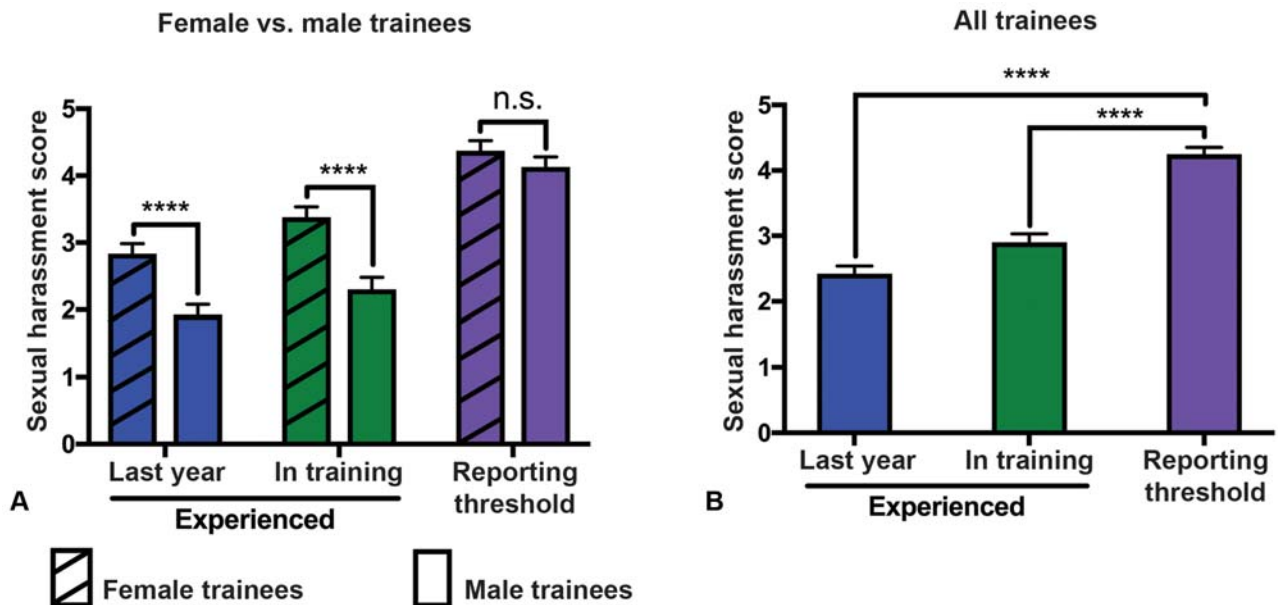 Female vs. male trainees
Sexual harassment score
5
4
3
2
1
0
****
****
n.s.
Last year
In training
Reporting
threshold
Experienced
A
Female trainees
Male trainees
All trainees
Sexual harassment score
5
4
3
2
1
0
****
****
Last year
In training
Reporting
threshold
Experienced
B